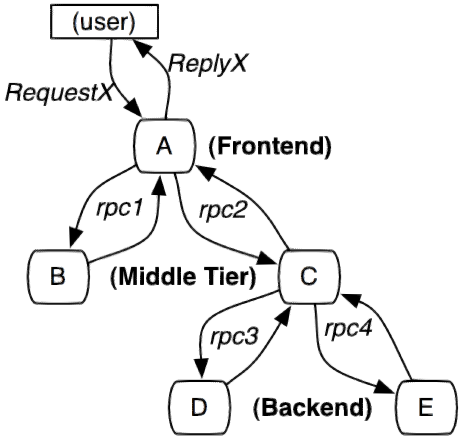 (user)
ReplyX
RequestX
A (Frontend)
rpc1 rpc2
B (Middle Tier) C
rpc3 rpc4
D (Backend) E